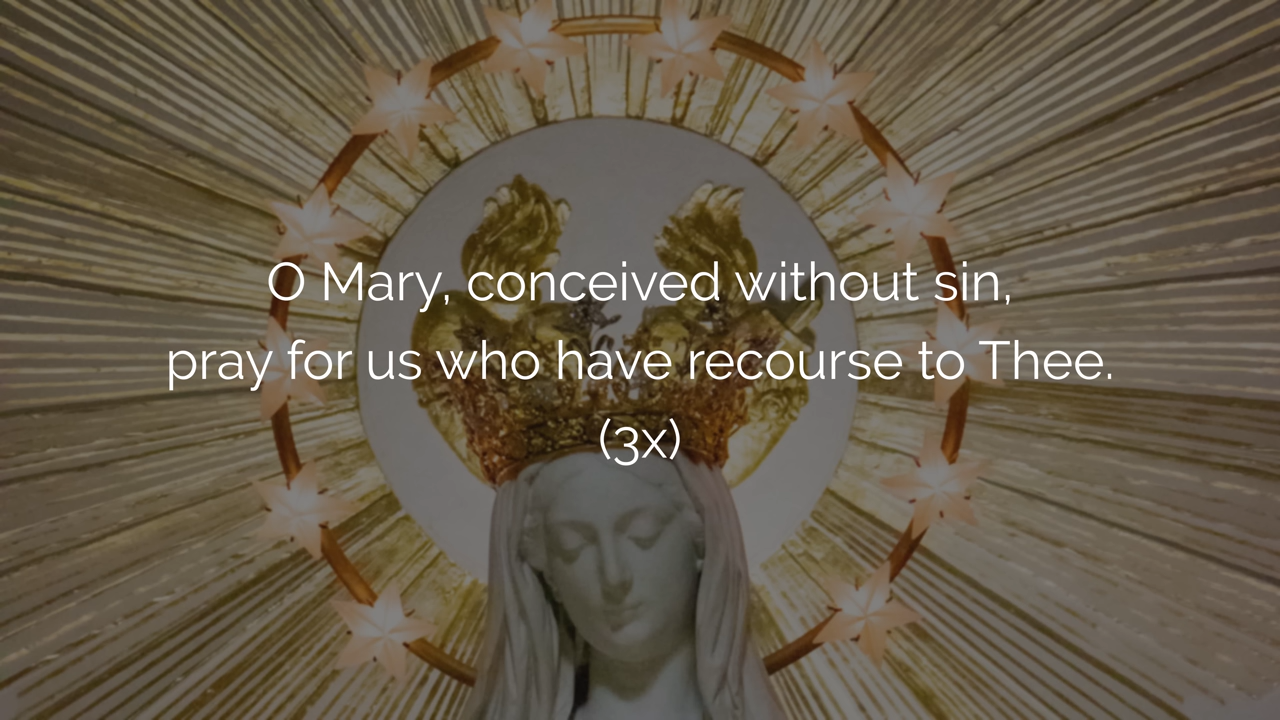 O Mary, conceived without sin,
pray for us who have recourse to Thee.
(3x)